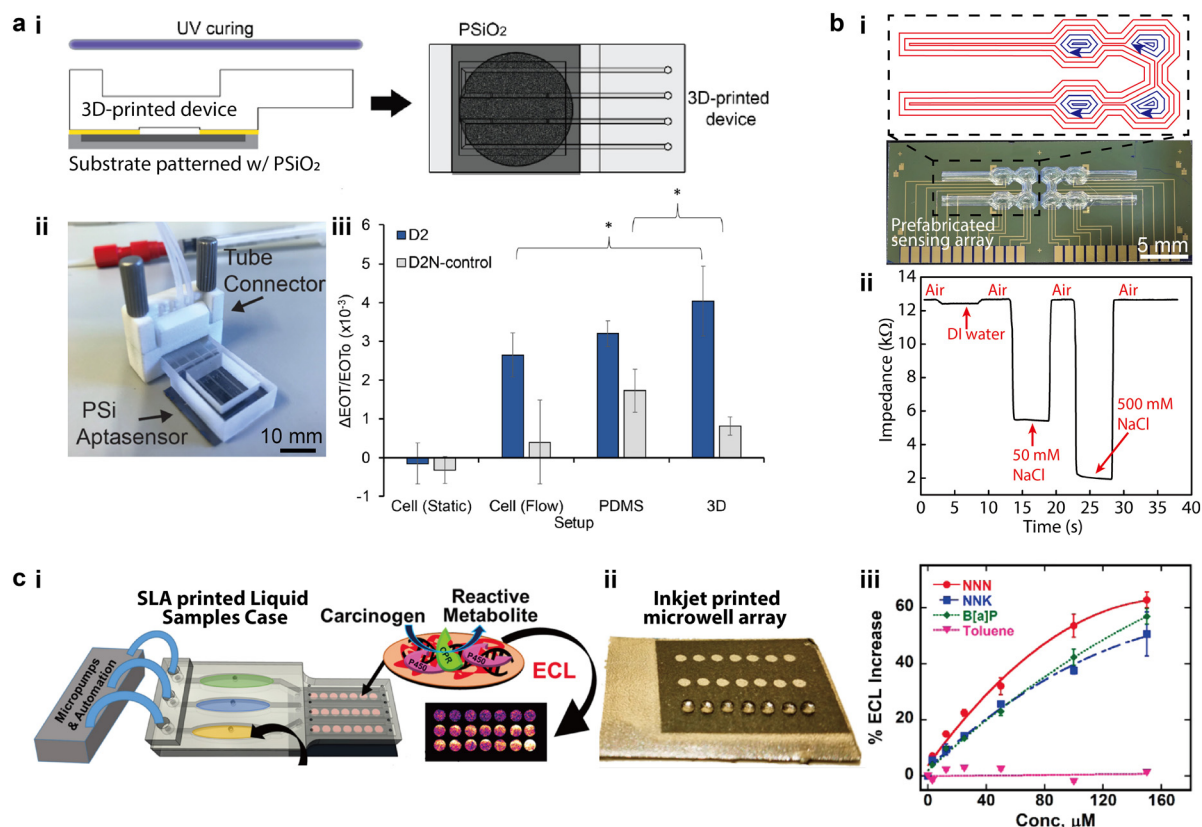 a i
UV curing
3D-printed device
Substrate patterned w/ PSiO₂
PSiO₂
3D-printed
device
ii
Tube
Connector
PSi
Aptasensor
10 mm
iii
ΔEOT/EOTo (x10⁻³)
6
5
4
3
2
1
0
-1
D2
D2N-control
*
*
Cell (Static)
Cell (Flow)
PDMS
3D
Setup
b i
Prefabricated
sensing array
5 mm
ii
Impedance (kΩ)
14
12
10
8
6
4
2
Air
Air
Air
Air
DI water
50 mM
NaCl
500 mM
NaCl
0 5 10 15 20 25 30 35 40
Time (s)
c i
SLA printed Liquid
Samples Case
Micropumps
& Automation
Carcinogen
Reactive
Metabolite
P450
CPR
P450
ECL
ii
Inkjet printed
microwell array
iii
% ECL Increase
60
40
20
0
NNN
NNK
B[a]P
Toluene
0 40 80 120 160
Conc. μM